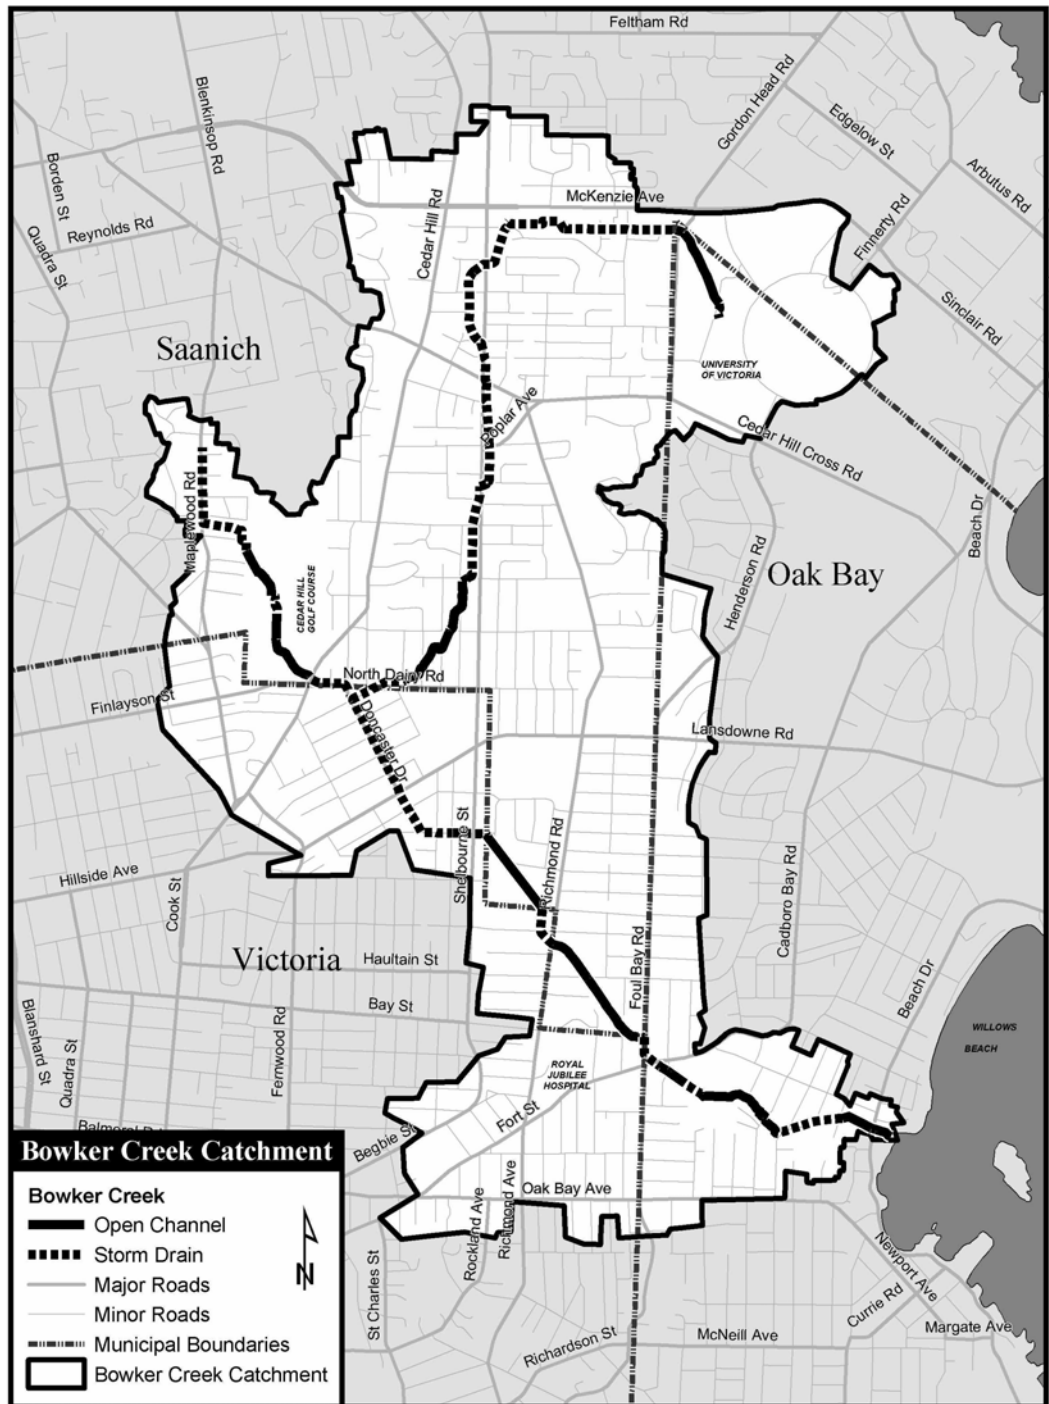 Feltham Rd
Gordon Head Rd
Blenkinsop Rd
Edgelow St
Arbutus Rd
Borden St
Reynolds Rd
Quadra St
Cedar Hill Rd
McKenzie Ave
Finnerty Rd
Sinclair Rd
Saanich
UNIVERSITY
OF VICTORIA
Poplar Ave
Cedar Hill Cross Rd
Maplewood Rd
Beach Dr
CEDAR HILL
GOLF COURSE
Henderson Rd
Oak Bay
North Dairy Rd
Finlayson St
Doncaster Dr
Lansdowne Rd
Shelbourne St
Richmond Rd
Hillside Ave
Cook St
Cadboro Bay Rd
Victoria
Haultain St
Foul Bay Rd
Beach Dr
Bay St
Blanshard St
Quadra St
Fernwood Rd
WILLOWS
BEACH
ROYAL
JUBILEE
HOSPITAL
Fort St
Begbie St
Oak Bay Ave
Rockland Ave
Richmond Ave
St Charles St
Newport Ave
Currie Rd
Margate Ave
McNeill Ave
Richardson St
Bowker Creek Catchment
Bowker Creek
Open Channel
Storm Drain
Major Roads
Minor Roads
Municipal Boundaries
Bowker Creek Catchment
N